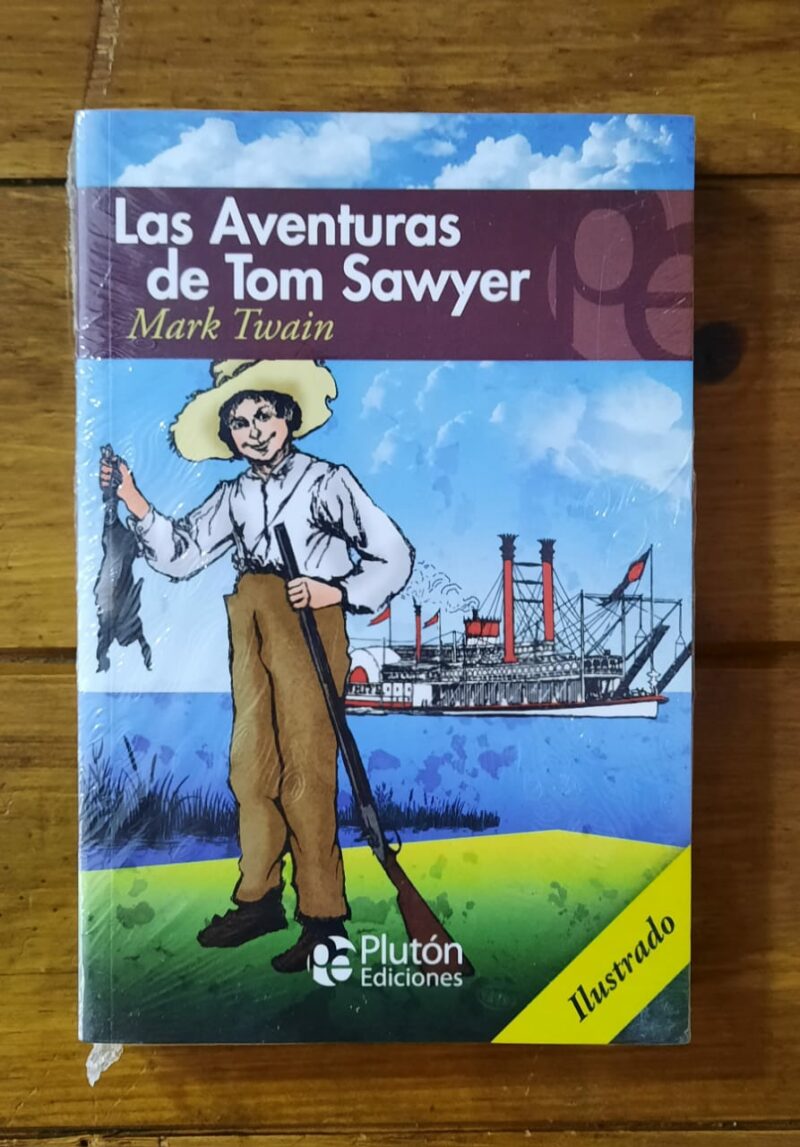 Las Aventuras
de Tom Sawyer
Mark Twain
Plutón
Ediciones
Ilustrado